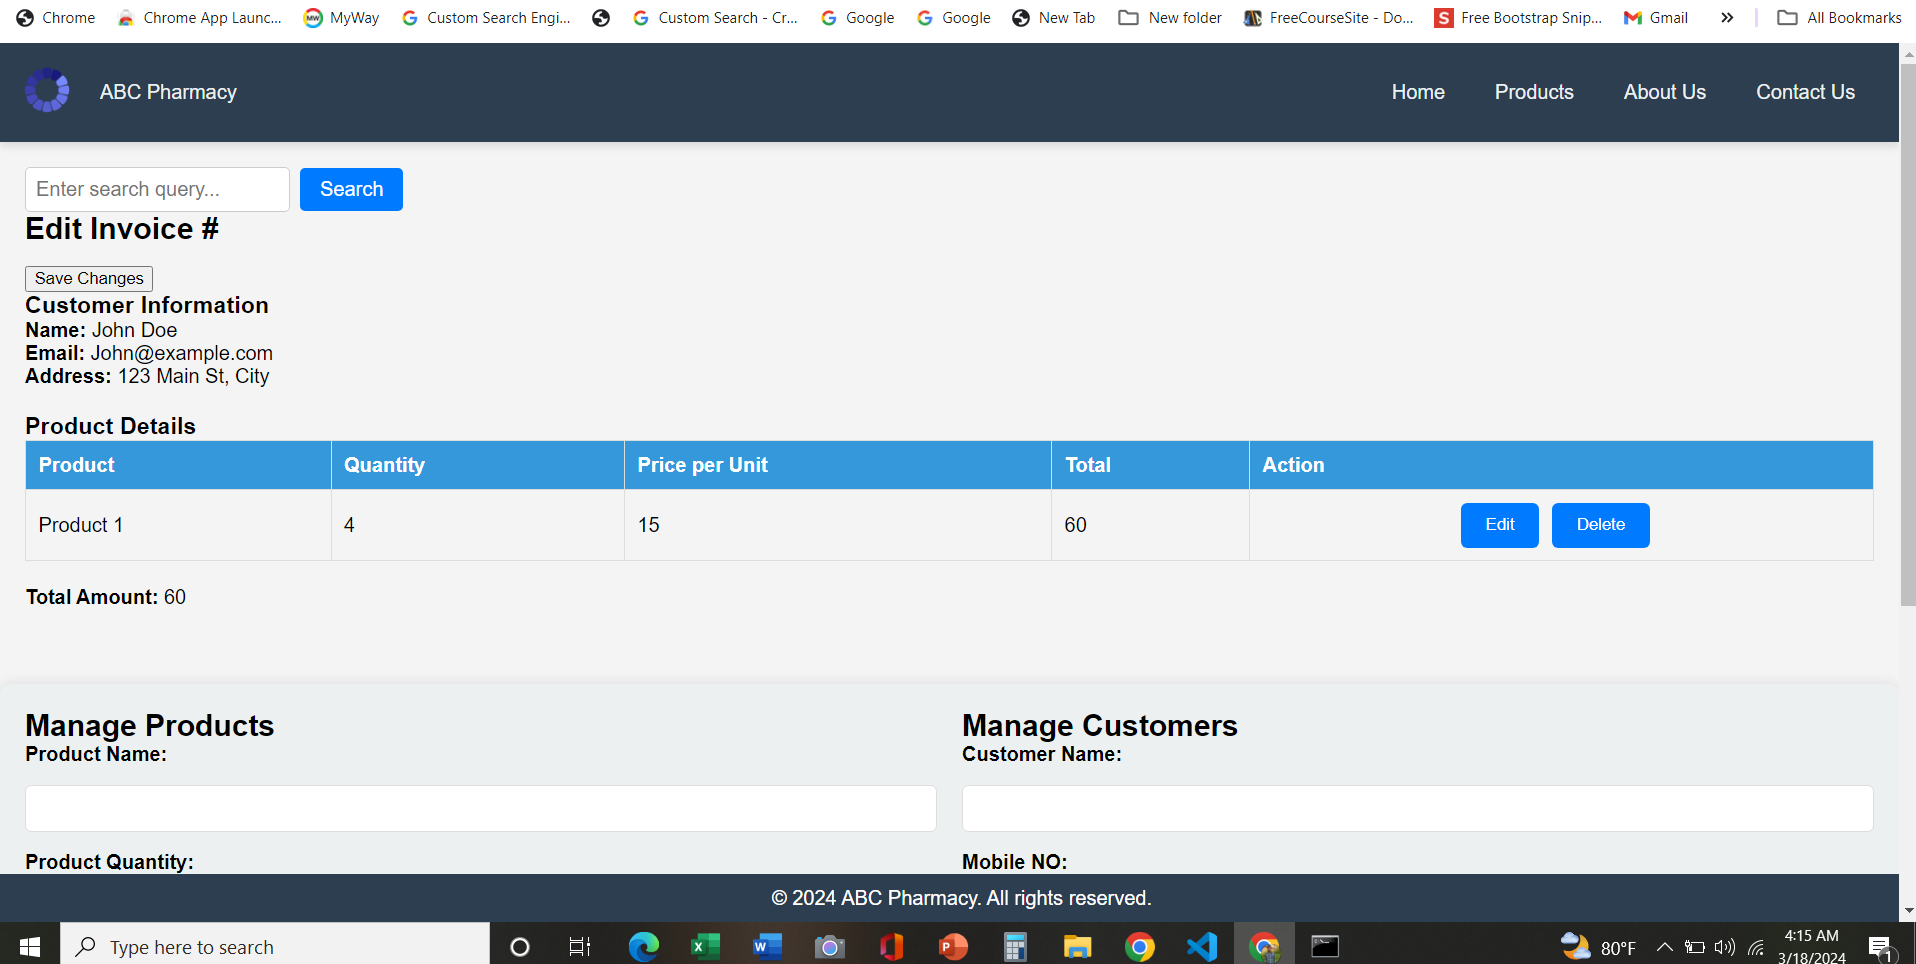 Chrome Chrome App Launc... MyWay Custom Search Engi... Custom Search - Cr... Google Google New Tab New folder FreeCourseSite - Do... S Free Bootstrap Snip... Gmail » All Bookmarks
ABC Pharmacy Home Products About Us Contact Us
Enter search query... Search
Edit Invoice #
Save Changes
Customer Information
Name: John Doe
Email: John@example.com
Address: 123 Main St, City
Product Details
Product Quantity Price per Unit Total Action
Product 1 4 15 60 Edit Delete
Total Amount: 60
Manage Products Manage Customers
Product Name: Customer Name:
Product Quantity: Mobile NO:
© 2024 ABC Pharmacy. All rights reserved.
Type here to search 80°F 4:15 AM
3/18/2024 1